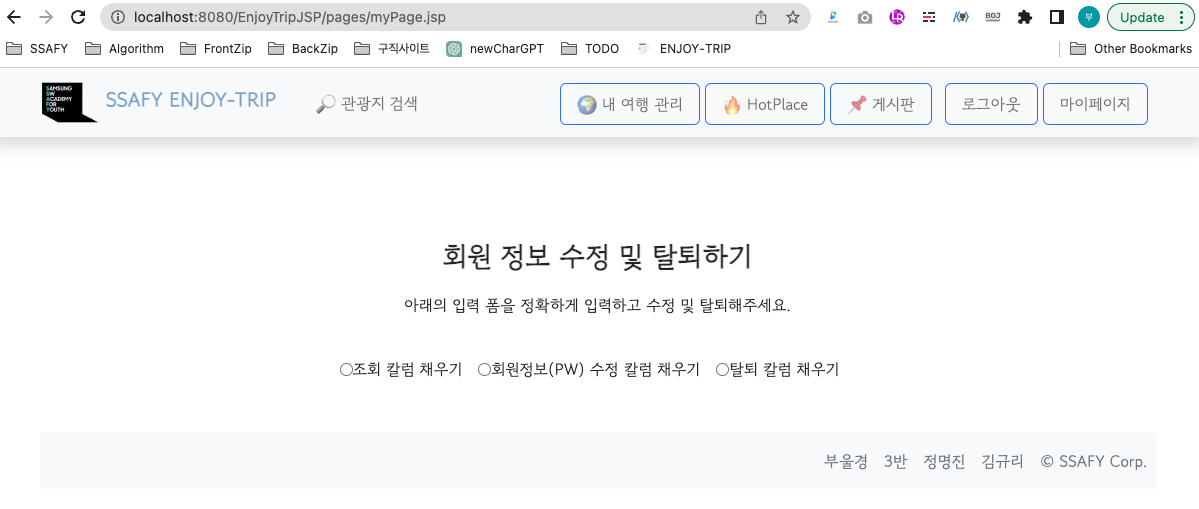 localhost:8080/EnjoyTripJSP/pages/myPage.jsp LR /<>/ BOJ 부 Update
SSAFY Algorithm FrontZip BackZip 구직사이트 newCharGPT TODO ENJOY-TRIP Other Bookmarks
SAMSUNG
SW
ACADEMY
FOR
YOUTH
SSAFY ENJOY-TRIP 🔎 관광지 검색 🌍 내 여행 관리 🔥 HotPlace 📌 게시판 로그아웃 마이페이지
회원 정보 수정 및 탈퇴하기
아래의 입력 폼을 정확하게 입력하고 수정 및 탈퇴해주세요.
조회 칼럼 채우기 회원정보(PW) 수정 칼럼 채우기 탈퇴 칼럼 채우기
부울경 3반 정명진 김규리 © SSAFY Corp.